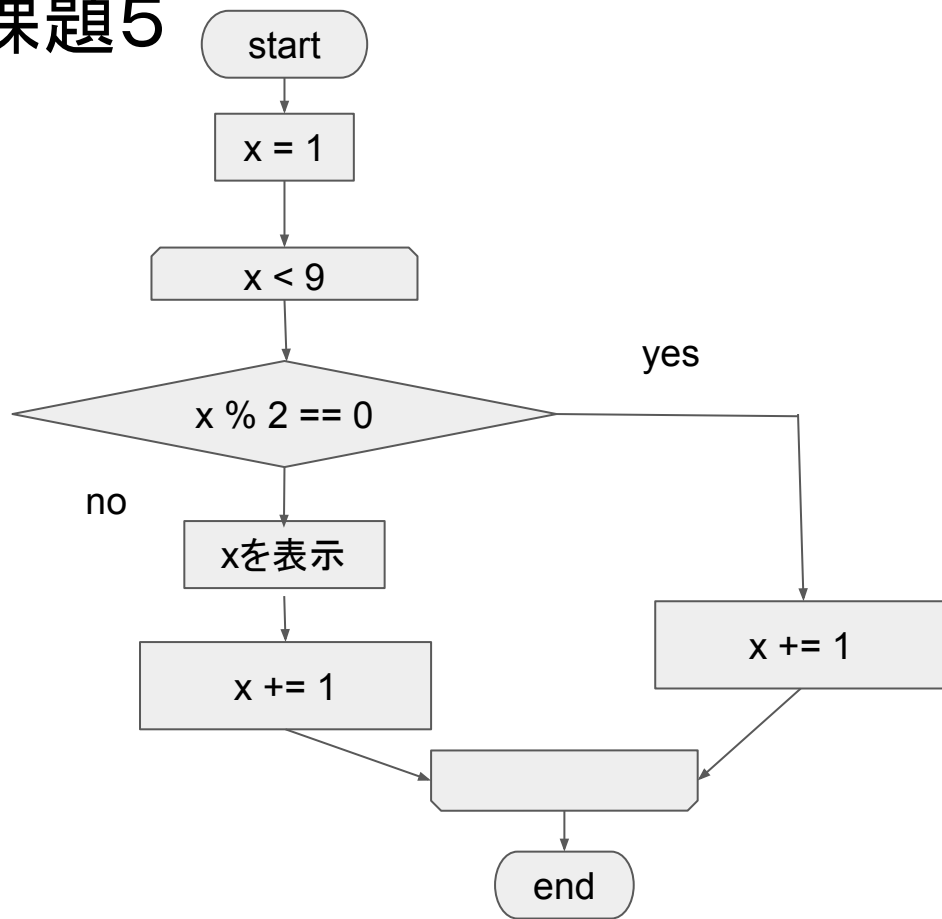 課題5
start
x = 1
x < 9
yes
x % 2 == 0
no
xを表示
x += 1
x += 1
end